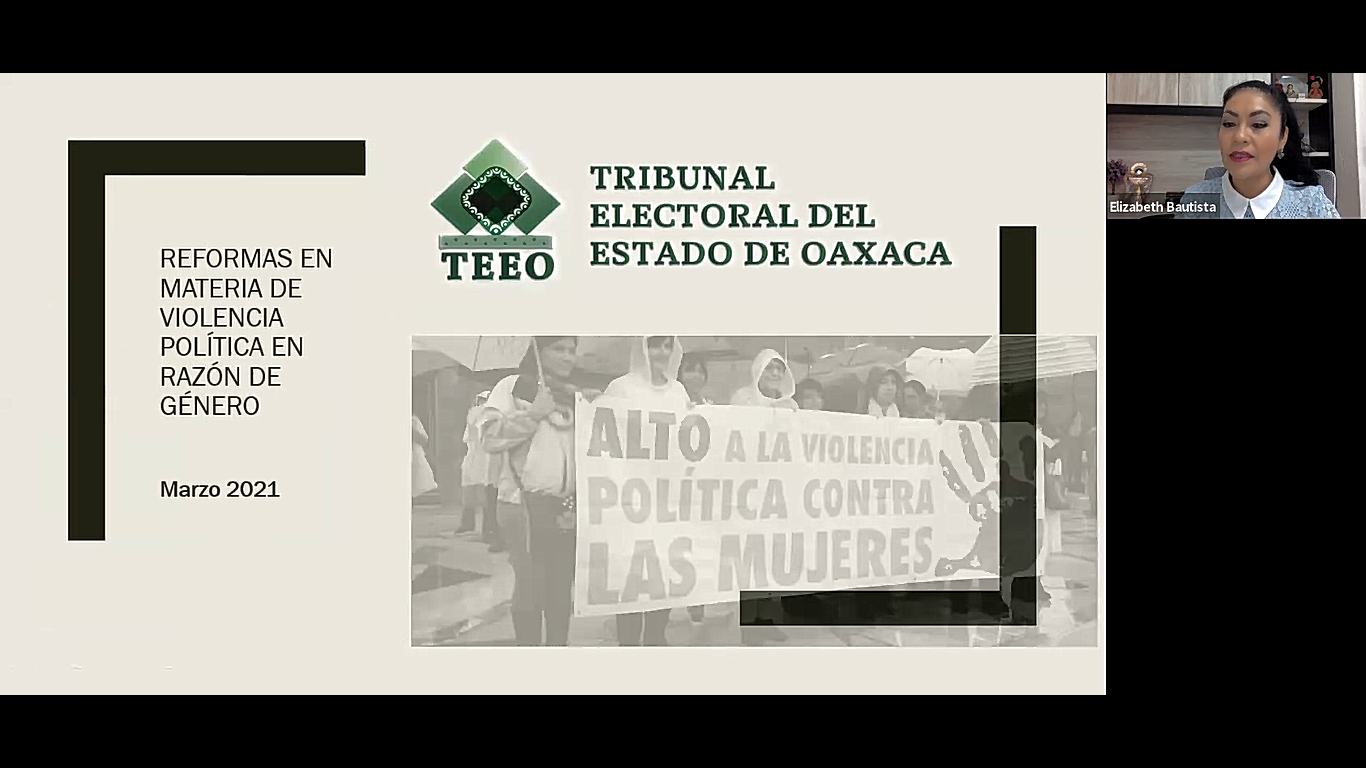 REFORMAS EN
MATERIA DE
VIOLENCIA
POLÍTICA EN
RAZÓN DE
GÉNERO
Marzo 2021
TEEO
TRIBUNAL
ELECTORAL DEL
ESTADO DE OAXACA
ALTO A LA VIOLENCIA
POLÍTICA CONTRA
LAS MUJERES
Elizabeth Bautista